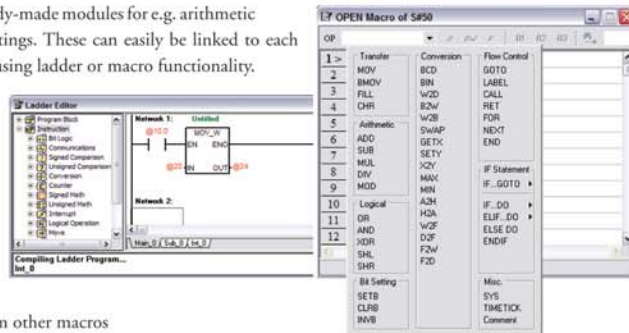 dy-made modules for e.g. arithmetic
tings. These can easily be linked to each
using ladder or macro functionality.
Ladder Editor
Program Block
Instruction
Bit Logic
Communications
Signed Comparison
Unsigned Comparison
Conversion
Counter
Signed Math
Unsigned Math
Interrupt
Logical Operation
Move
Network 1: Untitled
@10.0
MOV_W
EN ENO
@20 IN OUT @24
Network 2:
Main_0 Sub_0 Int_0
Compiling Ladder Program...
Int_0
n other macros
OPEN Macro of S#50
OP
D1 D2 D3
1 >
2
3
4
5
6
7
8
9
10
11
12
Transfer
MOV
BMOV
FILL
CHR
Arithmetic
ADD
SUB
MUL
DIV
MOD
Logical
OR
AND
XOR
SHL
SHR
Bit Setting
SETB
CLRB
INVB
Conversion
BCD
BIN
W2D
B2W
W2B
SWAP
GETX
SETY
X2Y
MAX
MIN
A2H
H2A
W2F
D2F
F2W
F2D
Flow Control
GOTO
LABEL
CALL
RET
FOR
NEXT
END
IF Statement
IF...GOTO
IF...DO
ELIF...DO
ELSE DO
ENDIF
Misc.
SYS
TIMETICK
Comment